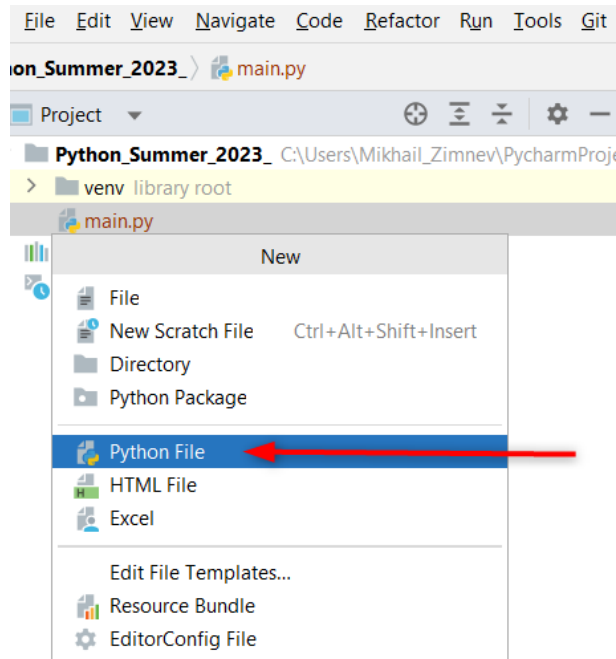 File Edit View Navigate Code Refactor Run Tools Git
on_Summer_2023_ main.py
Project
Python_Summer_2023_ C:\Users\Mikhail_Zimnev\PycharmProje
venv library root
main.py
New
File
New Scratch File Ctrl+Alt+Shift+Insert
Directory
Python Package
Python File
HTML File
Excel
Edit File Templates...
Resource Bundle
EditorConfig File